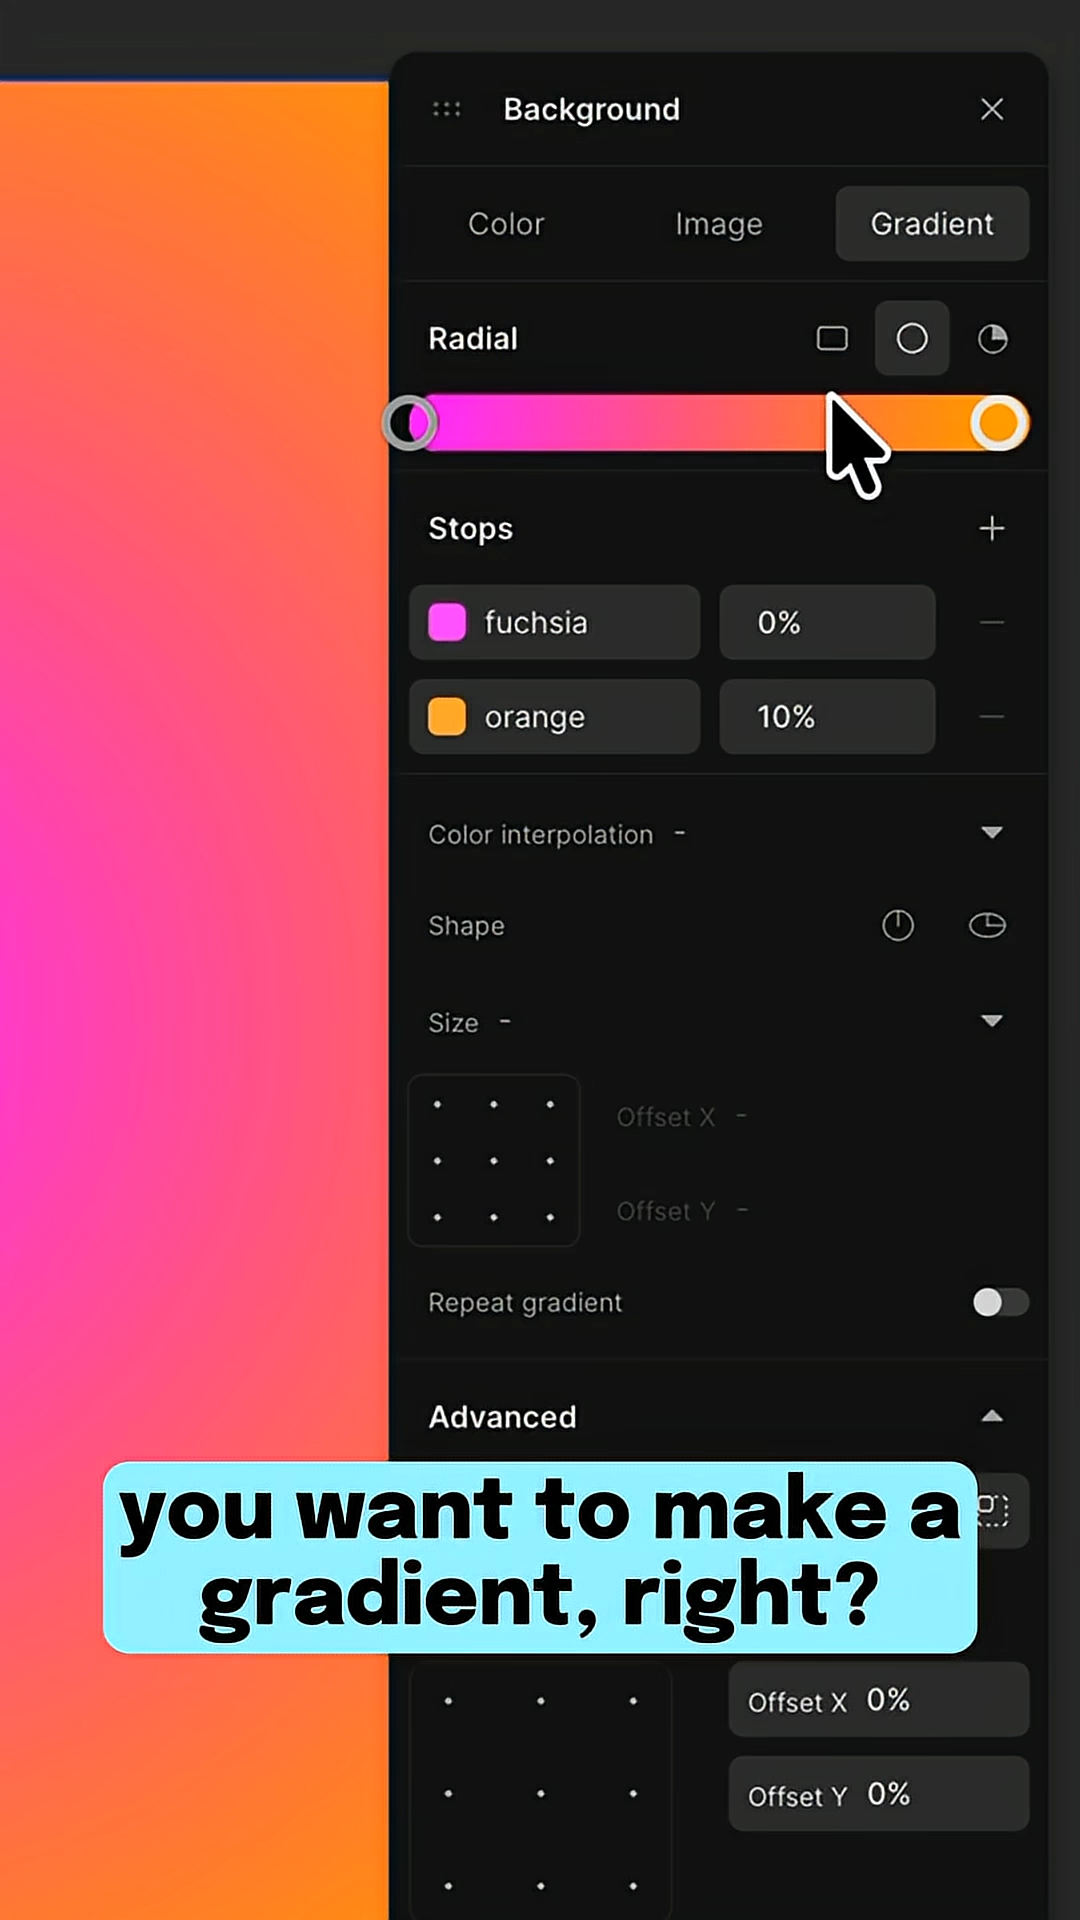 Background
Color Image Gradient
Radial
Stops
fuchsia 0%
orange 10%
Color interpolation -
Shape
Size -
Offset X -
Offset Y -
Repeat gradient
Advanced
you want to make a
gradient, right?
Offset X 0%
Offset Y 0%